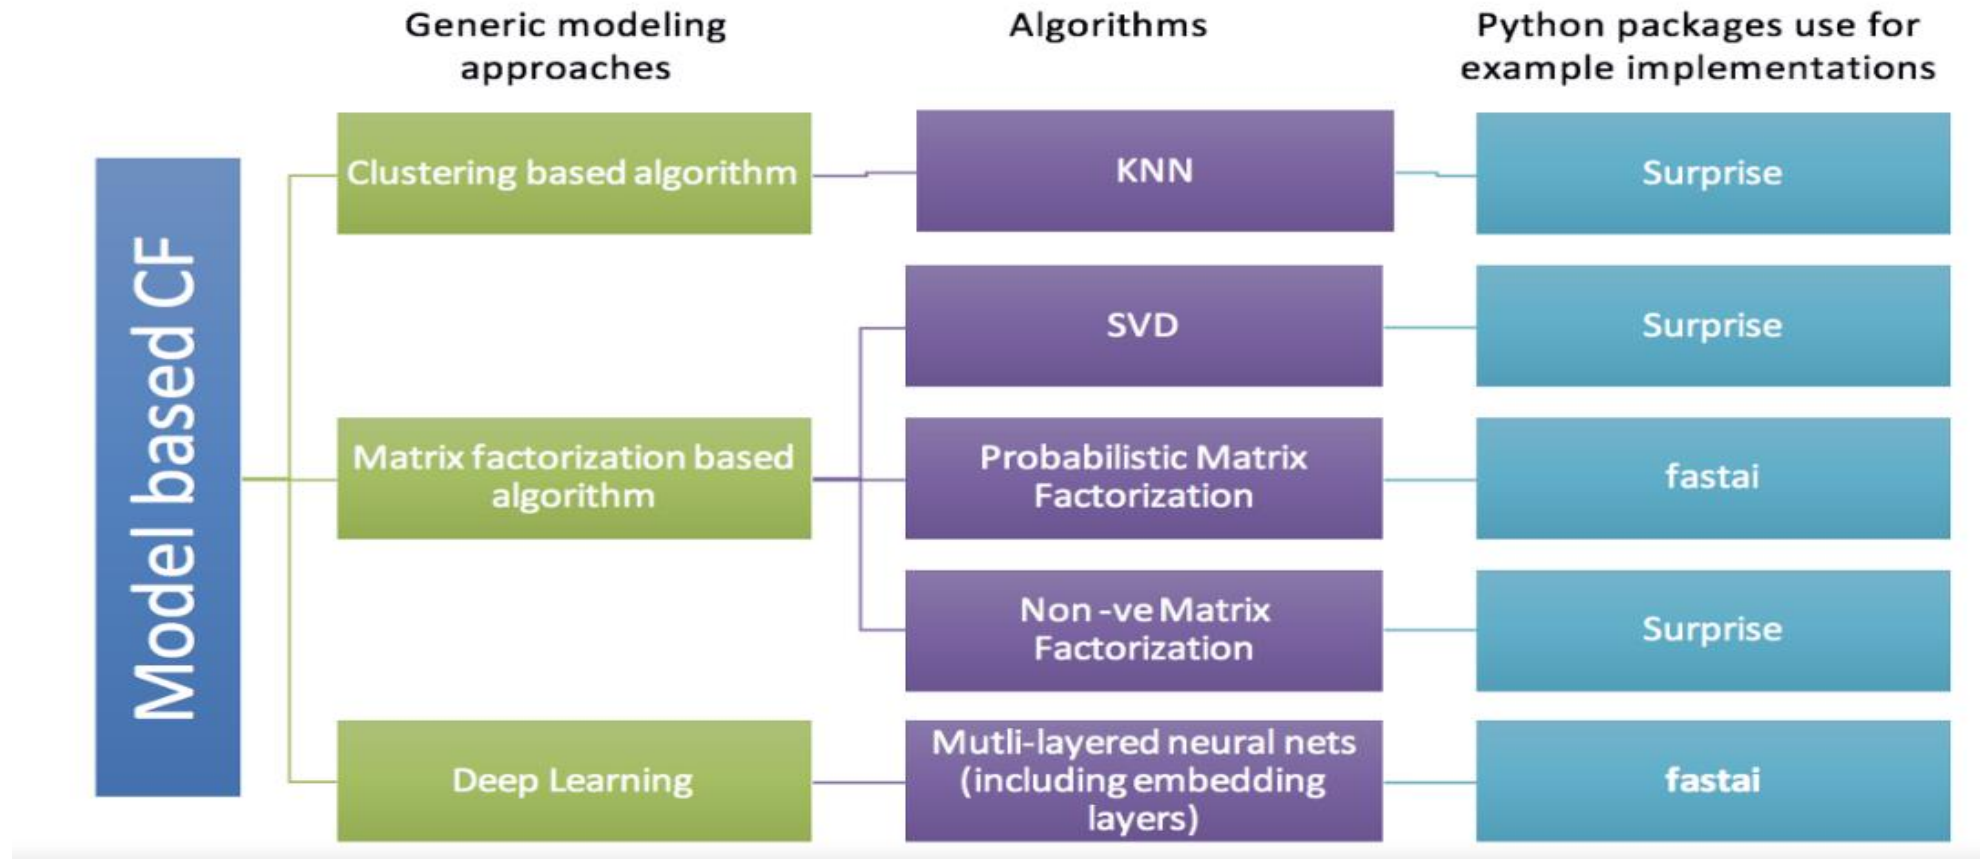 Generic modeling
approaches
Algorithms
Python packages use for
example implementations
Model based CF
Clustering based algorithm
KNN
Surprise
SVD
Surprise
Matrix factorization based
algorithm
Probabilistic Matrix
Factorization
fastai
Non -ve Matrix
Factorization
Surprise
Deep Learning
Mutli-layered neural nets
(including embedding
layers)
fastai